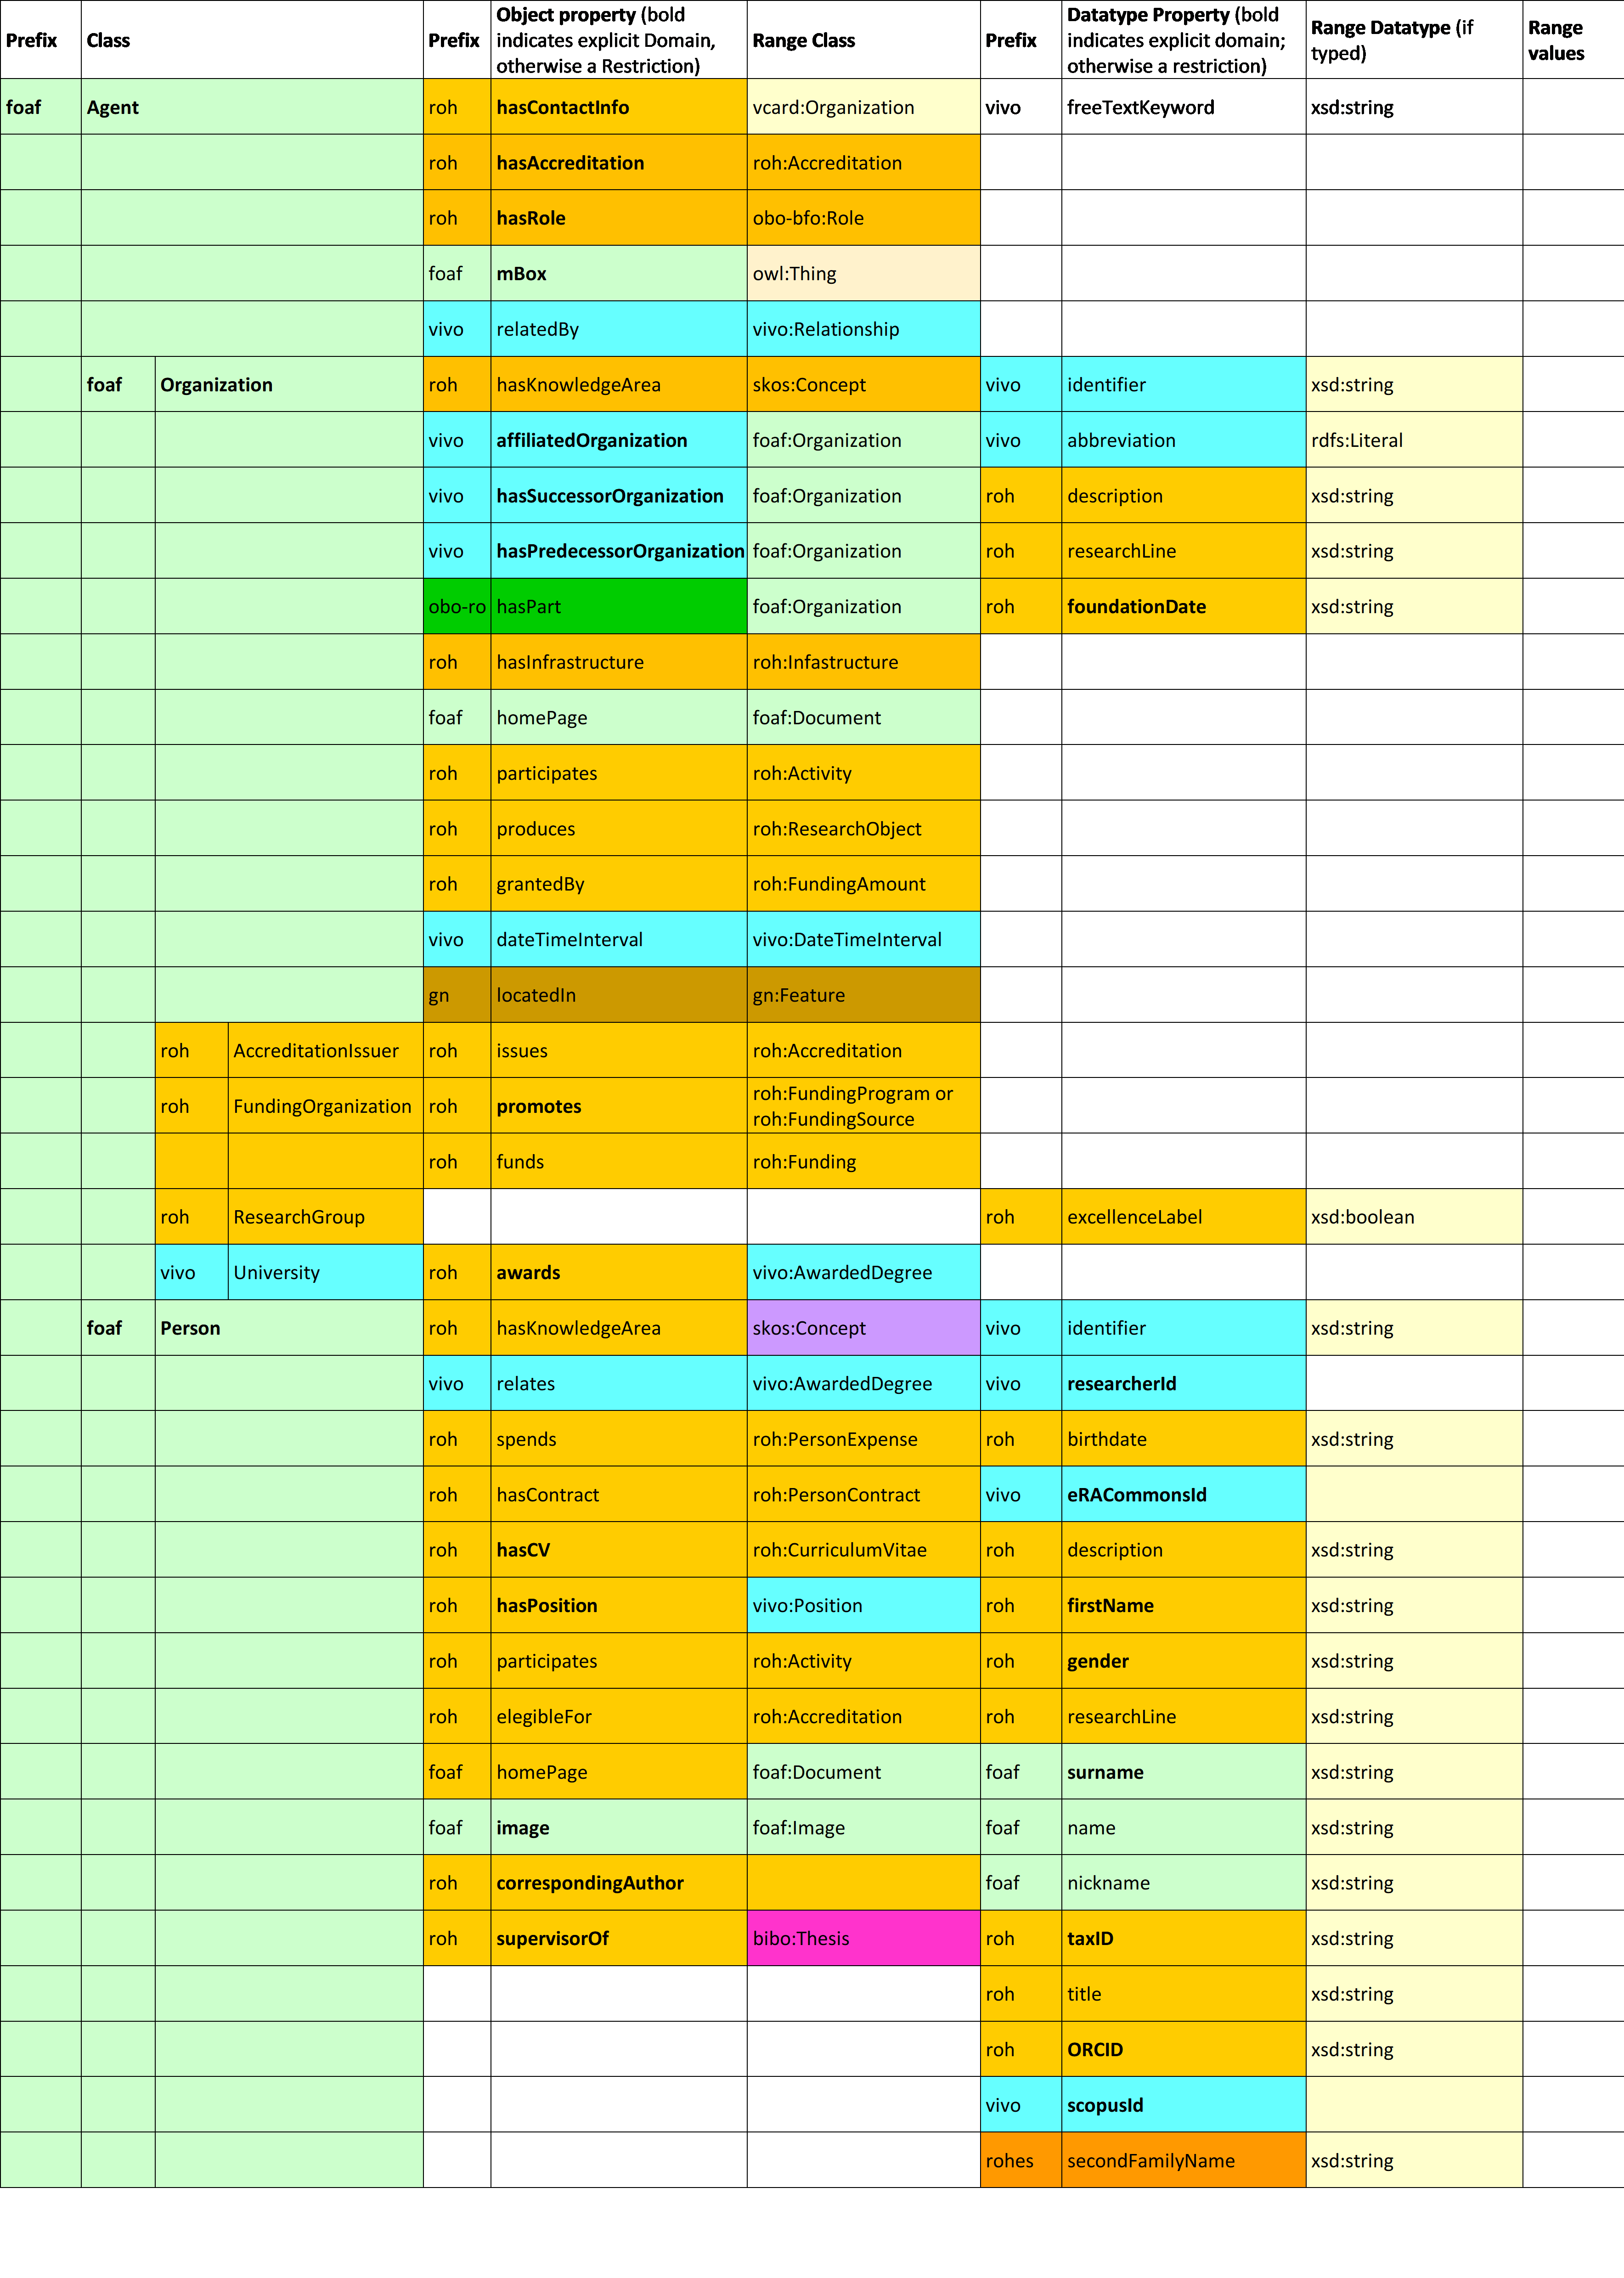 Prefix Class Prefix Object property (bold indicates explicit Domain, otherwise a Restriction) Range Class Prefix Datatype Property (bold indicates explicit domain; otherwise a restriction) Range Datatype (if typed) Range values
foaf Agent roh hasContactInfo vcard:Organization vivo freeTextKeyword xsd:string
roh hasAccreditation roh:Accreditation
roh hasRole obo-bfo:Role
foaf mBox owl:Thing
vivo relatedBy vivo:Relationship
foaf Organization roh hasKnowledgeArea skos:Concept vivo identifier xsd:string
vivo affiliatedOrganization foaf:Organization vivo abbreviation rdfs:Literal
vivo hasSuccessorOrganization foaf:Organization roh description xsd:string
vivo hasPredecessorOrganization foaf:Organization roh researchLine xsd:string
obo-ro hasPart foaf:Organization roh foundationDate xsd:string
roh hasInfrastructure roh:Infastructure
foaf homePage foaf:Document
roh participates roh:Activity
roh produces roh:ResearchObject
roh grantedBy roh:FundingAmount
vivo dateTimeInterval vivo:DateTimeInterval
gn locatedIn gn:Feature
roh AccreditationIssuer roh issues roh:Accreditation
roh FundingOrganization roh promotes roh:FundingProgram or roh:FundingSource
roh funds roh:Funding
roh ResearchGroup roh excellenceLabel xsd:boolean
vivo University roh awards vivo:AwardedDegree
foaf Person roh hasKnowledgeArea skos:Concept vivo identifier xsd:string
vivo relates vivo:AwardedDegree vivo researcherId
roh spends roh:PersonExpense roh birthdate xsd:string
roh hasContract roh:PersonContract vivo eRACommonsId
roh hasCV roh:CurriculumVitae roh description xsd:string
roh hasPosition vivo:Position roh firstName xsd:string
roh participates roh:Activity roh gender xsd:string
roh elegibleFor roh:Accreditation roh researchLine xsd:string
foaf homePage foaf:Document foaf surname xsd:string
foaf image foaf:Image foaf name xsd:string
roh correspondingAuthor foaf nickname xsd:string
roh supervisorOf bibo:Thesis roh taxID xsd:string
roh title xsd:string
roh ORCID xsd:string
vivo scopusId
rohes secondFamilyName xsd:string